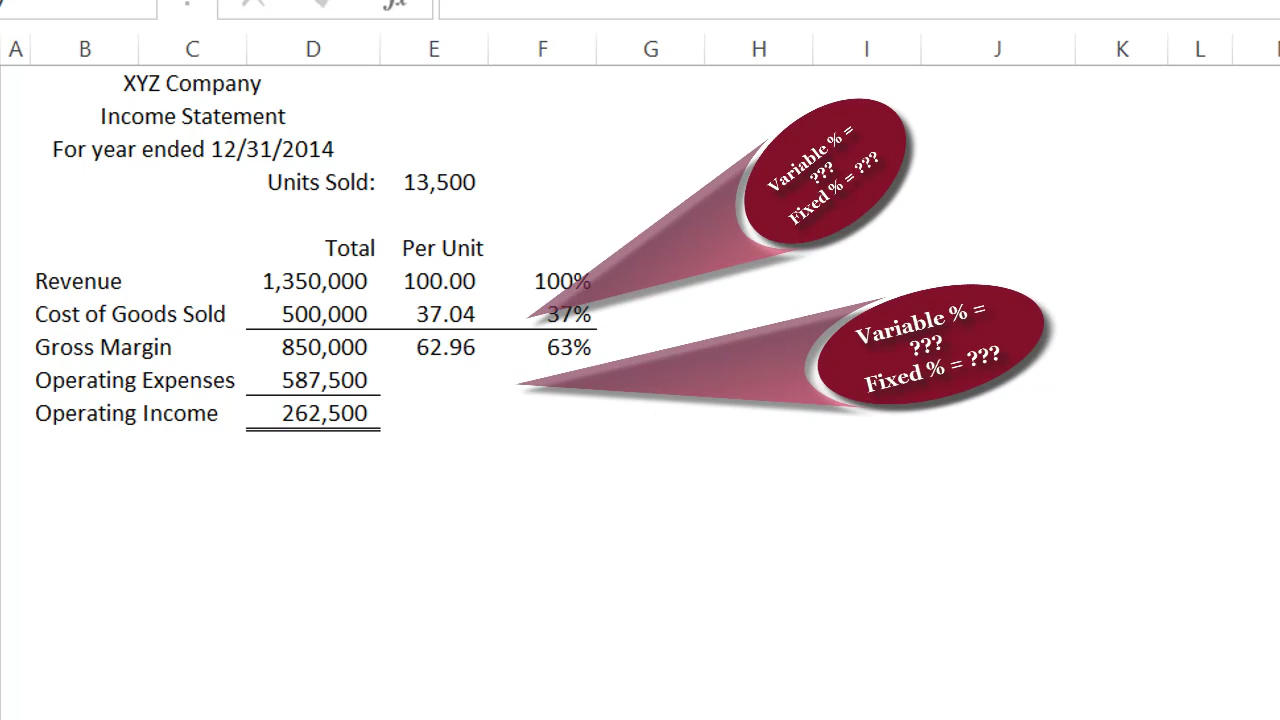 A B C D E F G H I J K L
XYZ Company
Income Statement
For year ended 12/31/2014
Units Sold: 13,500
Total Per Unit
Revenue 1,350,000 100.00 100%
Cost of Goods Sold 500,000 37.04 37%
Gross Margin 850,000 62.96 63%
Operating Expenses 587,500
Operating Income 262,500
Variable % =
???
Fixed % = ???
Variable % =
???
Fixed % = ???